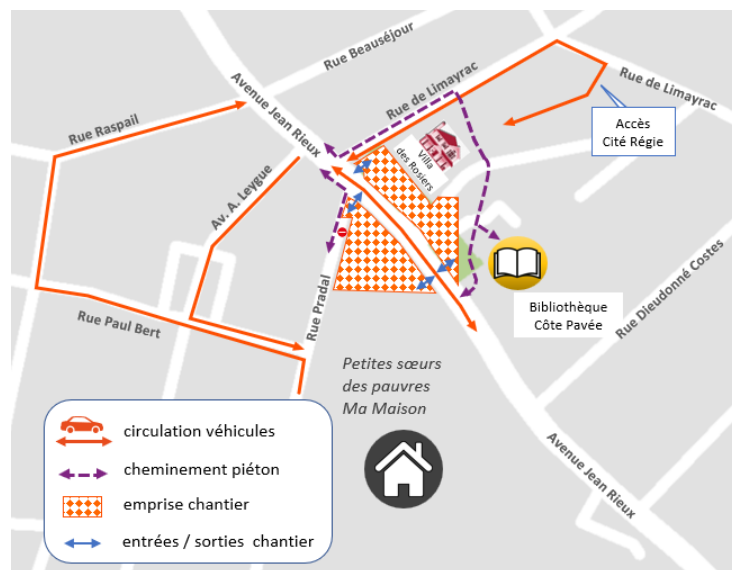 Rue Beauséjour
Avenue Jean Rieux
Rue de Limayrac
Rue de Limayrac
Rue Raspail
Accès
Cité Régie
Villa
des Rosiers
Av. A. Leygue
Rue Pradal
Bibliothèque
Côte Pavée
Rue Dieudonné Costes
Rue Paul Bert
Petites sœurs
des pauvres
Ma Maison
Avenue Jean Rieux
circulation véhicules
cheminement piéton
emprise chantier
entrées / sorties chantier